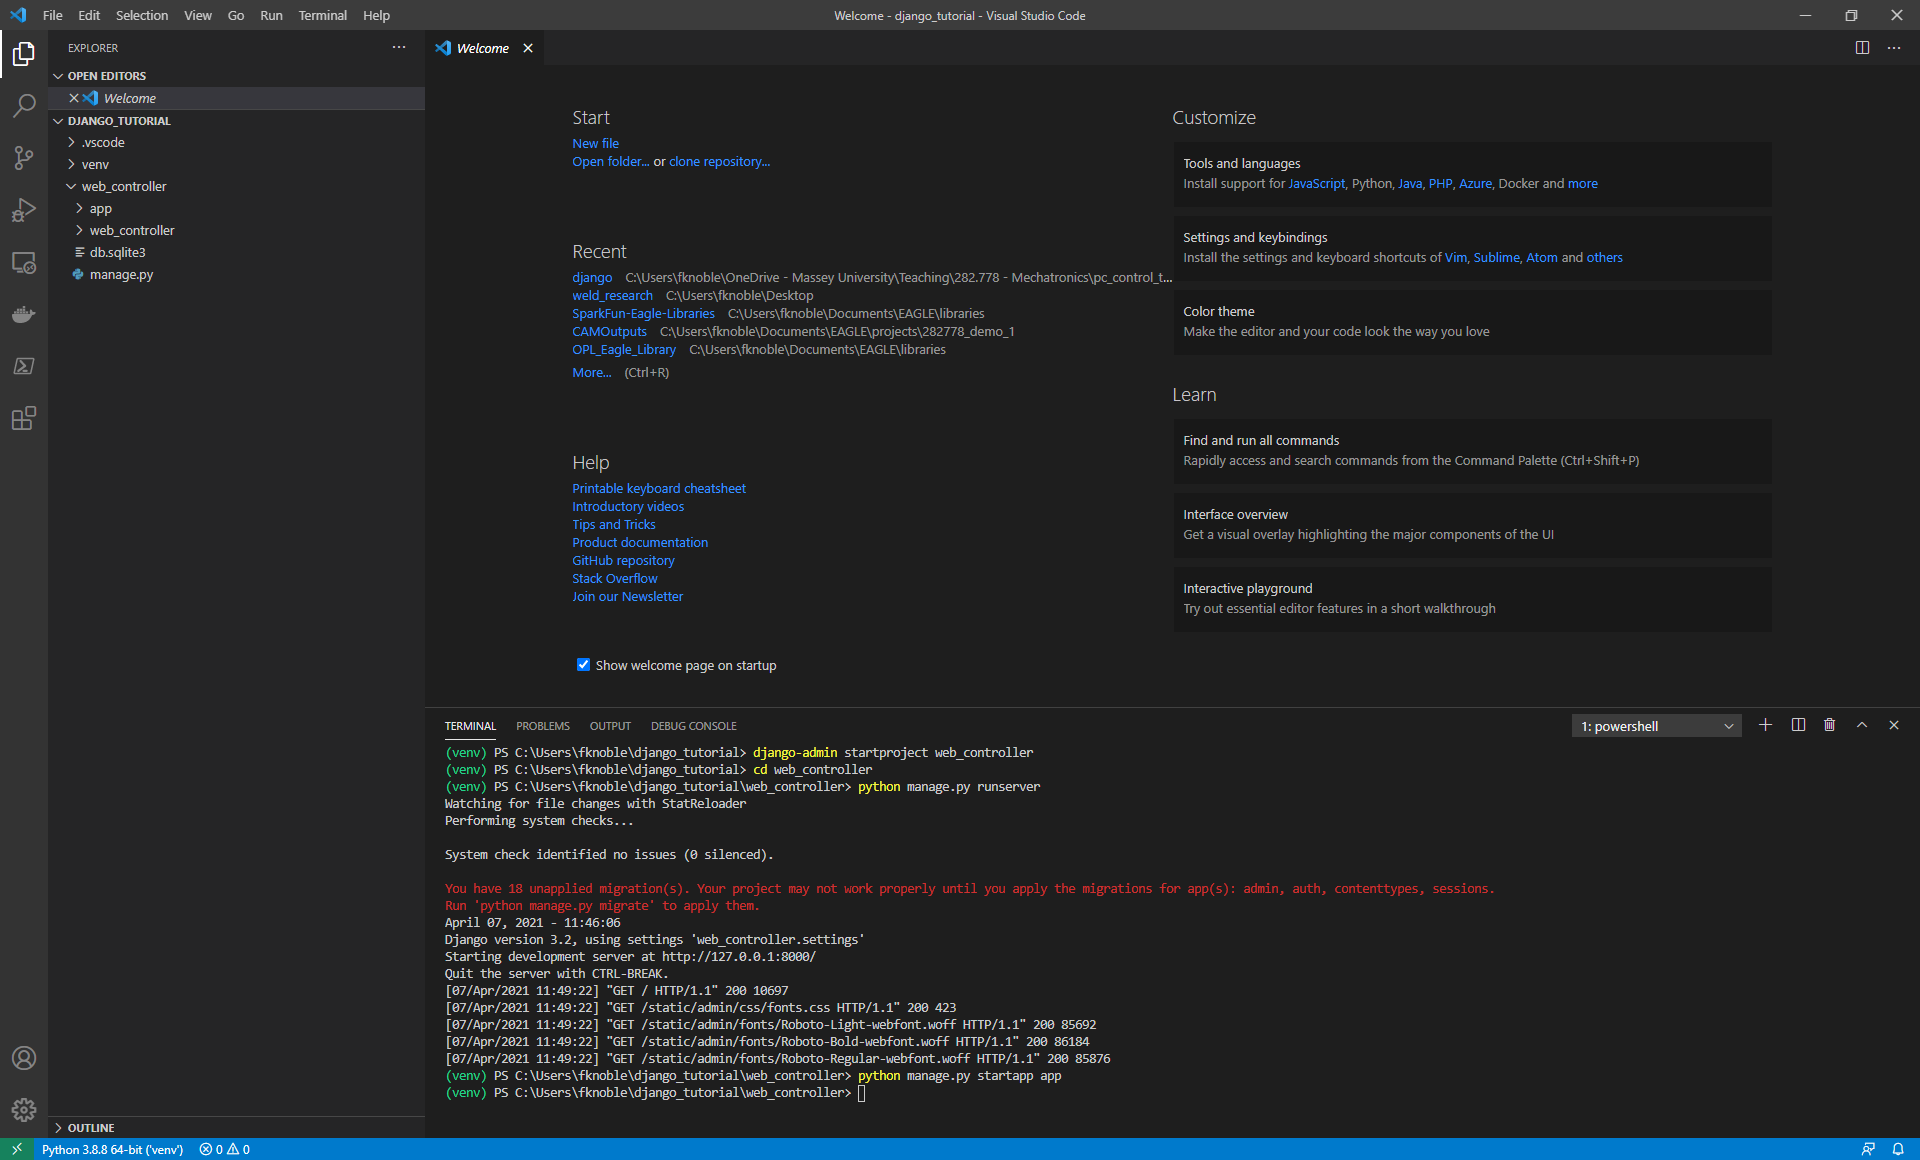 File Edit Selection View Go Run Terminal Help
Welcome - django_tutorial - Visual Studio Code
EXPLORER
OPEN EDITORS
Welcome
DJANGO_TUTORIAL
.vscode
venv
web_controller
app
web_controller
db.sqlite3
manage.py
OUTLINE
Welcome
Start
New file
Open folder... or clone repository...
Recent
django C:\Users\fknoble\OneDrive - Massey University\Teaching\282.778 - Mechatronics\pc_control_t...
weld_research C:\Users\fknoble\Desktop
SparkFun-Eagle-Libraries C:\Users\fknoble\Documents\EAGLE\libraries
CAMOutputs C:\Users\fknoble\Documents\EAGLE\projects\282778_demo_1
OPL_Eagle_Library C:\Users\fknoble\Documents\EAGLE\libraries
More... (Ctrl+R)
Help
Printable keyboard cheatsheet
Introductory videos
Tips and Tricks
Product documentation
GitHub repository
Stack Overflow
Join our Newsletter
Show welcome page on startup
Customize
Tools and languages
Install support for JavaScript, Python, Java, PHP, Azure, Docker and more
Settings and keybindings
Install the settings and keyboard shortcuts of Vim, Sublime, Atom and others
Color theme
Make the editor and your code look the way you love
Learn
Find and run all commands
Rapidly access and search commands from the Command Palette (Ctrl+Shift+P)
Interface overview
Get a visual overlay highlighting the major components of the UI
Interactive playground
Try out essential editor features in a short walkthrough
TERMINAL PROBLEMS OUTPUT DEBUG CONSOLE
1: powershell
(venv) PS C:\Users\fknoble\django_tutorial> django-admin startproject web_controller
(venv) PS C:\Users\fknoble\django_tutorial> cd web_controller
(venv) PS C:\Users\fknoble\django_tutorial\web_controller> python manage.py runserver
Watching for file changes with StatReloader
Performing system checks...
System check identified no issues (0 silenced).
You have 18 unapplied migration(s). Your project may not work properly until you apply the migrations for app(s): admin, auth, contenttypes, sessions.
Run 'python manage.py migrate' to apply them.
April 07, 2021 - 11:46:06
Django version 3.2, using settings 'web_controller.settings'
Starting development server at http://127.0.0.1:8000/
Quit the server with CTRL-BREAK.
[07/Apr/2021 11:49:22] "GET / HTTP/1.1" 200 10697
[07/Apr/2021 11:49:22] "GET /static/admin/css/fonts.css HTTP/1.1" 200 423
[07/Apr/2021 11:49:22] "GET /static/admin/fonts/Roboto-Light-webfont.woff HTTP/1.1" 200 85692
[07/Apr/2021 11:49:22] "GET /static/admin/fonts/Roboto-Bold-webfont.woff HTTP/1.1" 200 86184
[07/Apr/2021 11:49:22] "GET /static/admin/fonts/Roboto-Regular-webfont.woff HTTP/1.1" 200 85876
(venv) PS C:\Users\fknoble\django_tutorial\web_controller> python manage.py startapp app
(venv) PS C:\Users\fknoble\django_tutorial\web_controller>
Python 3.8.8 64-bit ('venv') 0 0